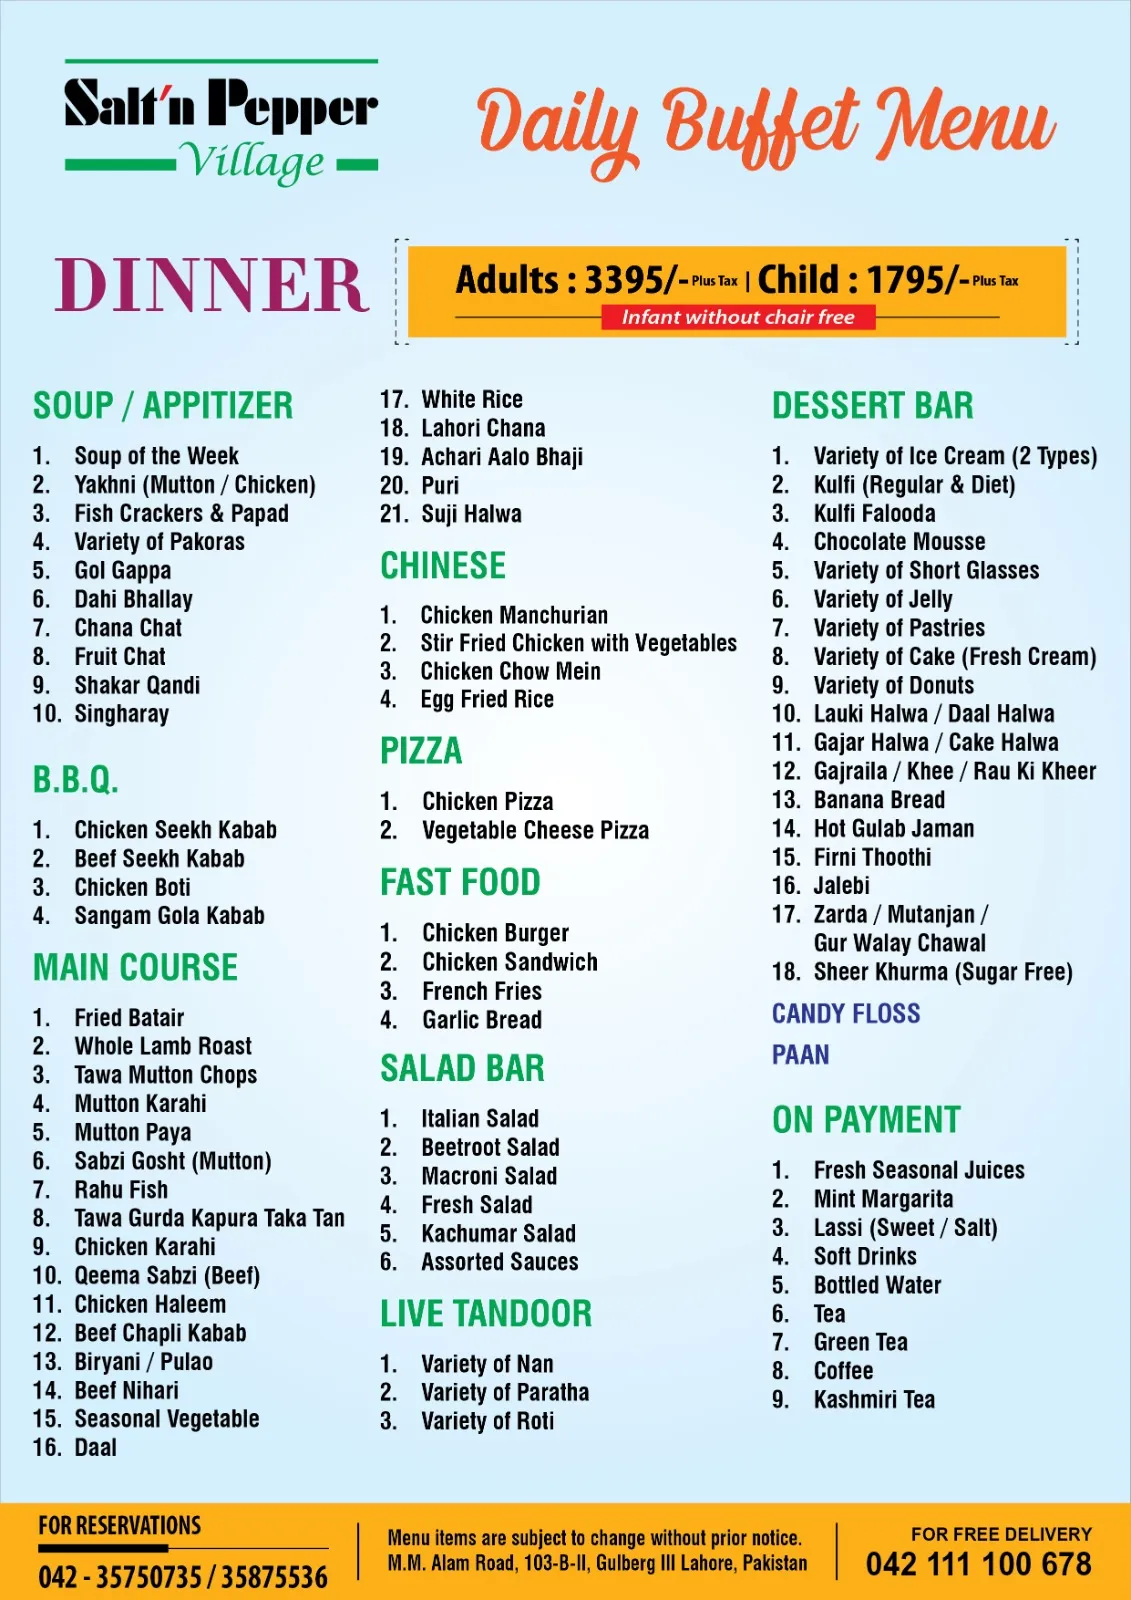 Salt'n Pepper
Village
Daily Buffet Menu
DINNER
Adults : 3395/- Plus Tax | Child : 1795/- Plus Tax
Infant without chair free
SOUP / APPITIZER
1. Soup of the Week
2. Yakhni (Mutton / Chicken)
3. Fish Crackers & Papad
4. Variety of Pakoras
5. Gol Gappa
6. Dahi Bhallay
7. Chana Chat
8. Fruit Chat
9. Shakar Qandi
10. Singharay
B.B.Q.
1. Chicken Seekh Kabab
2. Beef Seekh Kabab
3. Chicken Boti
4. Sangam Gola Kabab
MAIN COURSE
1. Fried Batair
2. Whole Lamb Roast
3. Tawa Mutton Chops
4. Mutton Karahi
5. Mutton Paya
6. Sabzi Gosht (Mutton)
7. Rahu Fish
8. Tawa Gurda Kapura Taka Tan
9. Chicken Karahi
10. Qeema Sabzi (Beef)
11. Chicken Haleem
12. Beef Chapli Kabab
13. Biryani / Pulao
14. Beef Nihari
15. Seasonal Vegetable
16. Daal
17. White Rice
18. Lahori Chana
19. Achari Aalo Bhaji
20. Puri
21. Suji Halwa
CHINESE
1. Chicken Manchurian
2. Stir Fried Chicken with Vegetables
3. Chicken Chow Mein
4. Egg Fried Rice
PIZZA
1. Chicken Pizza
2. Vegetable Cheese Pizza
FAST FOOD
1. Chicken Burger
2. Chicken Sandwich
3. French Fries
4. Garlic Bread
SALAD BAR
1. Italian Salad
2. Beetroot Salad
3. Macroni Salad
4. Fresh Salad
5. Kachumar Salad
6. Assorted Sauces
LIVE TANDOOR
1. Variety of Nan
2. Variety of Paratha
3. Variety of Roti
DESSERT BAR
1. Variety of Ice Cream (2 Types)
2. Kulfi (Regular & Diet)
3. Kulfi Falooda
4. Chocolate Mousse
5. Variety of Short Glasses
6. Variety of Jelly
7. Variety of Pastries
8. Variety of Cake (Fresh Cream)
9. Variety of Donuts
10. Lauki Halwa / Daal Halwa
11. Gajar Halwa / Cake Halwa
12. Gajraila / Khee / Rau Ki Kheer
13. Banana Bread
14. Hot Gulab Jaman
15. Firni Thoothi
16. Jalebi
17. Zarda / Mutanjan /
Gur Walay Chawal
18. Sheer Khurma (Sugar Free)
CANDY FLOSS
PAAN
ON PAYMENT
1. Fresh Seasonal Juices
2. Mint Margarita
3. Lassi (Sweet / Salt)
4. Soft Drinks
5. Bottled Water
6. Tea
7. Green Tea
8. Coffee
9. Kashmiri Tea
FOR RESERVATIONS
042 - 35750735 / 35875536
Menu items are subject to change without prior notice.
M.M. Alam Road, 103-B-II, Gulberg III Lahore, Pakistan
FOR FREE DELIVERY
042 111 100 678